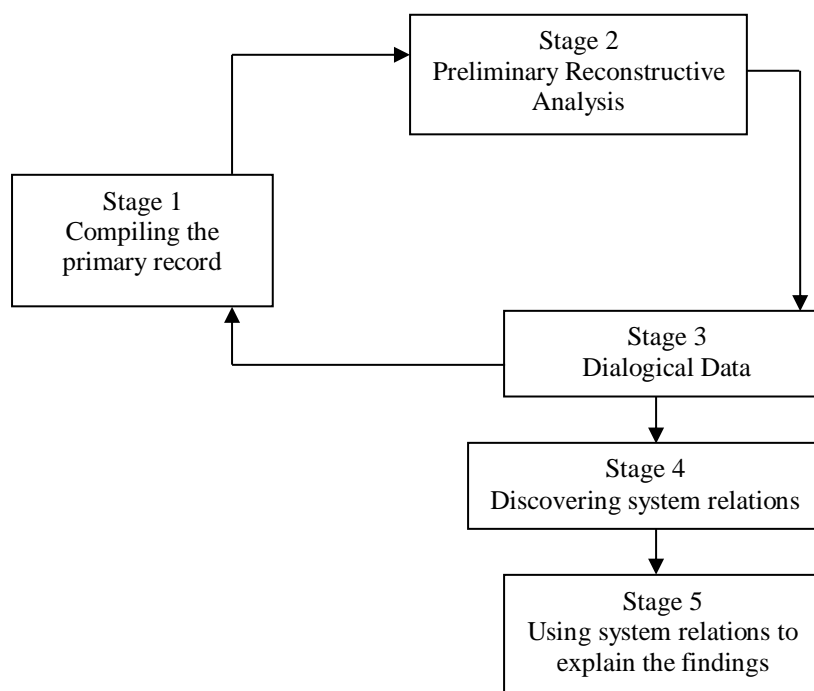 Stage 1
Compiling the
primary record
Stage 2
Preliminary Reconstructive
Analysis
Stage 3
Dialogical Data
Stage 4
Discovering system relations
Stage 5
Using system relations to
explain the findings